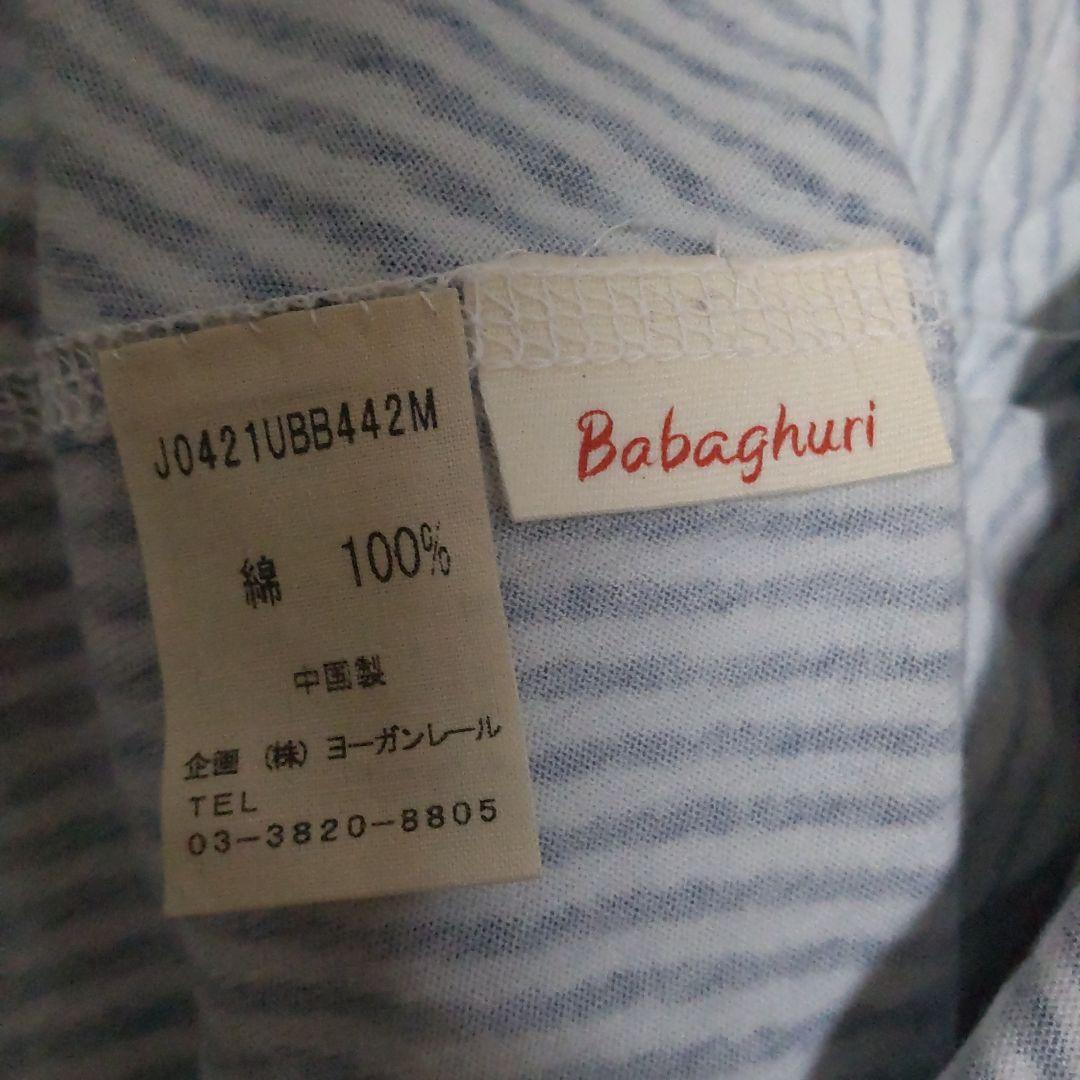 J0421UBB442M
綿 100%
中国製
企画 (株) ヨーガンレール
TEL
03-3820-8805
Babaghuri